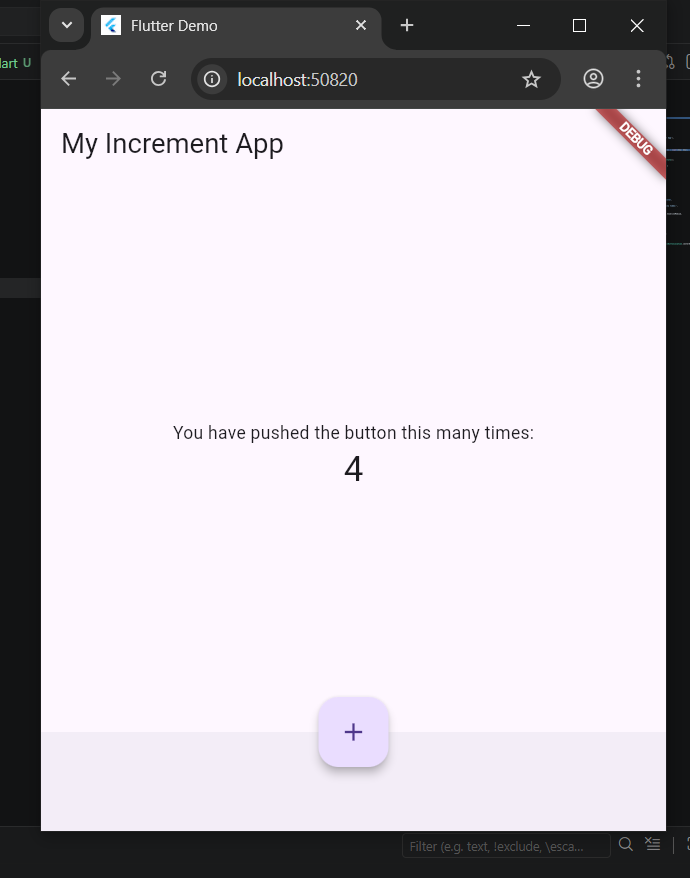 lart U
Flutter Demo
localhost:50820
My Increment App
DEBUG
You have pushed the button this many times:
4
Filter (e.g. text, !exclude, \esca...